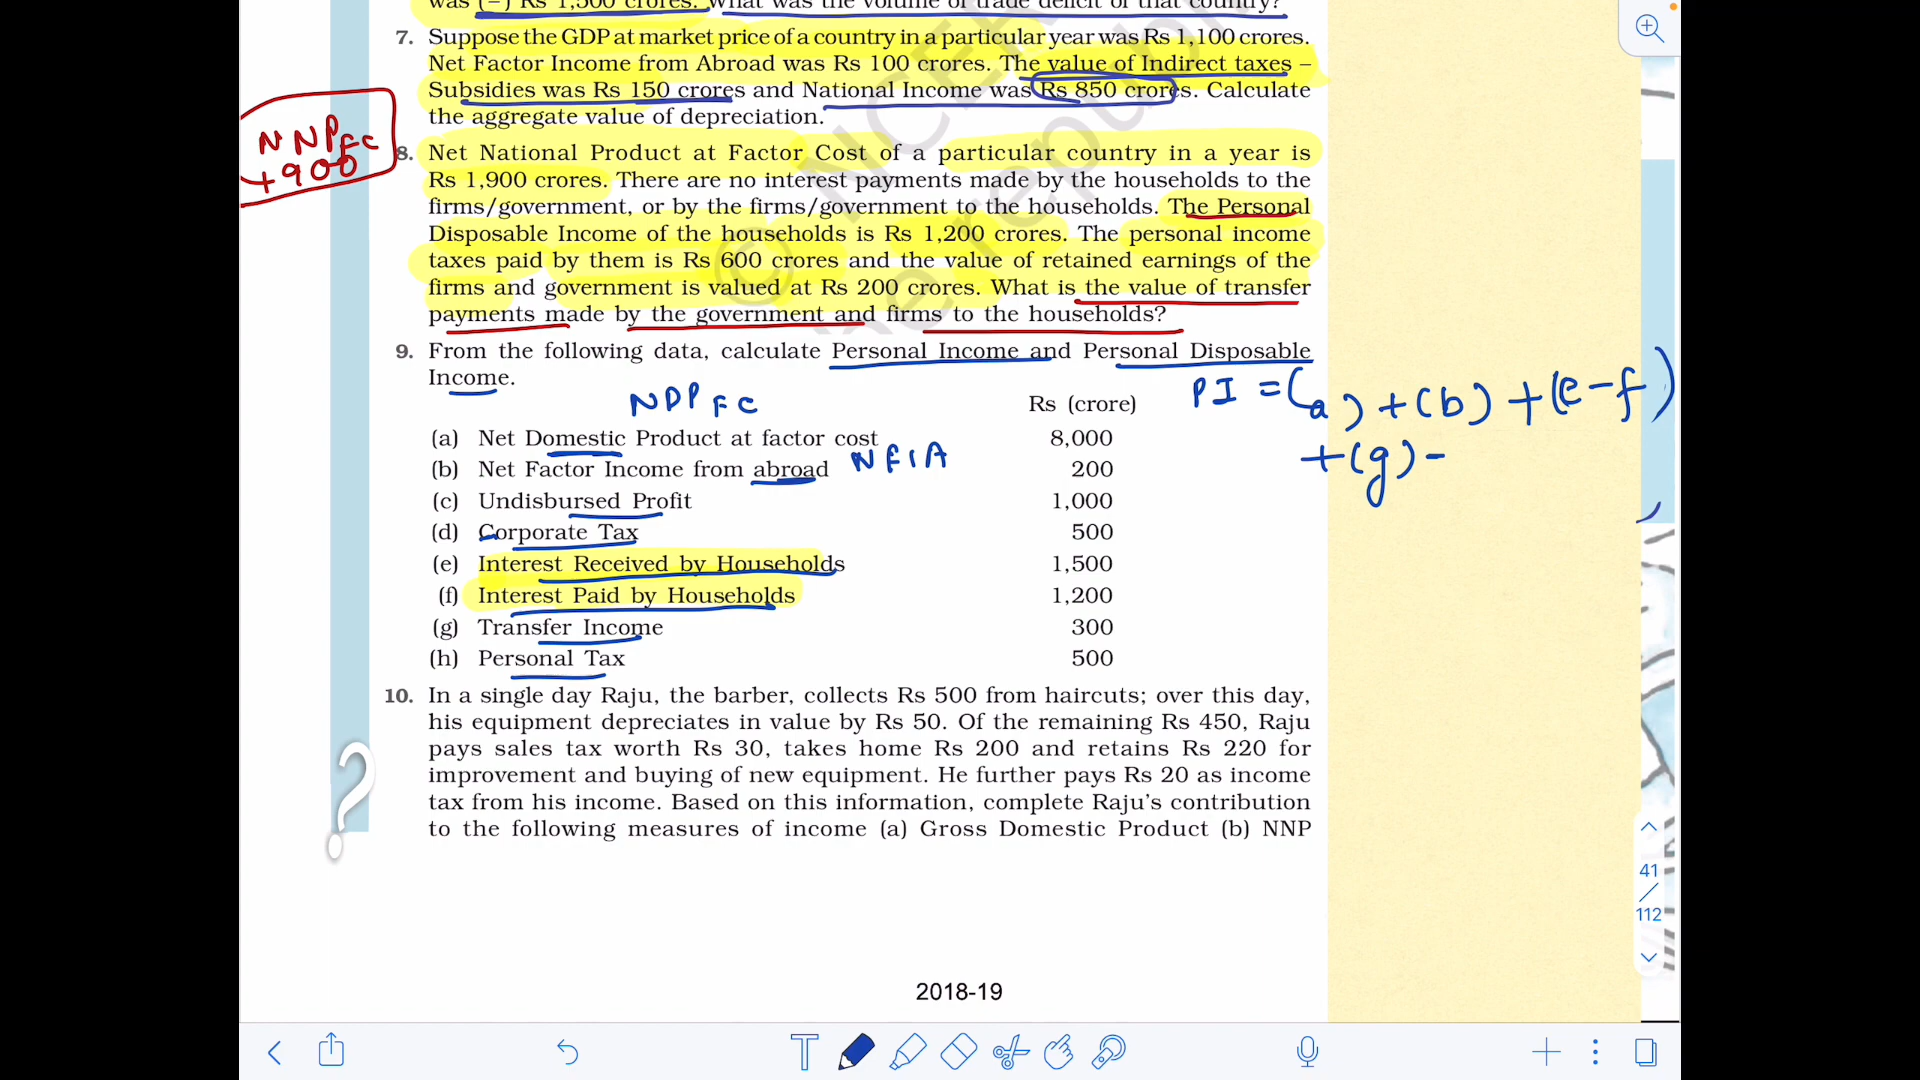 was (–) Rs 1,500 crores. What was the volume of trade deficit of that country?
7. Suppose the GDP at market price of a country in a particular year was Rs 1,100 crores.
Net Factor Income from Abroad was Rs 100 crores. The value of Indirect taxes –
Subsidies was Rs 150 crores and National Income was Rs 850 crores. Calculate
the aggregate value of depreciation.
NNP FC
+900
8. Net National Product at Factor Cost of a particular country in a year is
Rs 1,900 crores. There are no interest payments made by the households to the
firms/government, or by the firms/government to the households. The Personal
Disposable Income of the households is Rs 1,200 crores. The personal income
taxes paid by them is Rs 600 crores and the value of retained earnings of the
firms and government is valued at Rs 200 crores. What is the value of transfer
payments made by the government and firms to the households?
9. From the following data, calculate Personal Income and Personal Disposable
Income.
NDP FC
Rs (crore)
PI = (a) + (b) + (e - f)
+ (g) -
(a) Net Domestic Product at factor cost 8,000
(b) Net Factor Income from abroad NFIA 200
(c) Undisbursed Profit 1,000
(d) Corporate Tax 500
(e) Interest Received by Households 1,500
(f) Interest Paid by Households 1,200
(g) Transfer Income 300
(h) Personal Tax 500
10. In a single day Raju, the barber, collects Rs 500 from haircuts; over this day,
his equipment depreciates in value by Rs 50. Of the remaining Rs 450, Raju
pays sales tax worth Rs 30, takes home Rs 200 and retains Rs 220 for
improvement and buying of new equipment. He further pays Rs 20 as income
tax from his income. Based on this information, complete Raju's contribution
to the following measures of income (a) Gross Domestic Product (b) NNP
41
112
2018-19
T